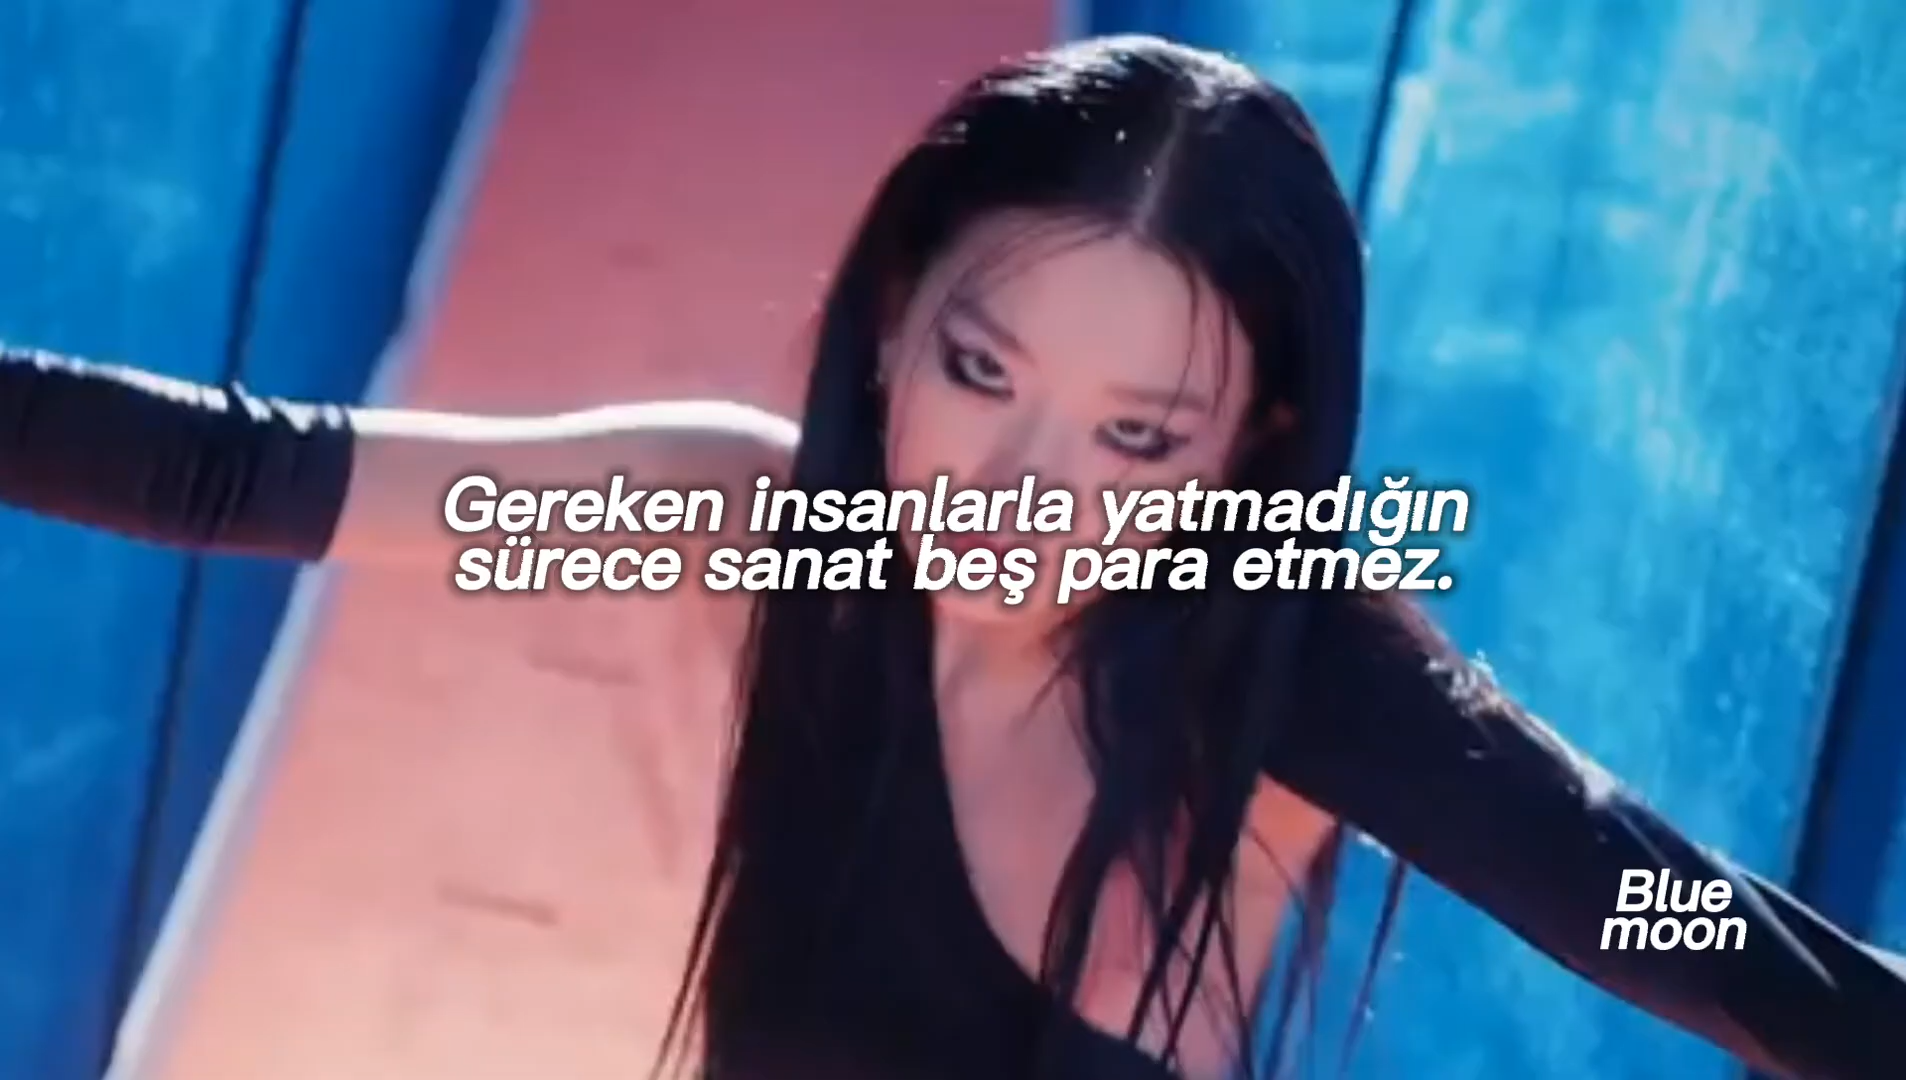 Gereken insanlarla yatmadığın
sürece sanat beş para etmez.
Blue
moon